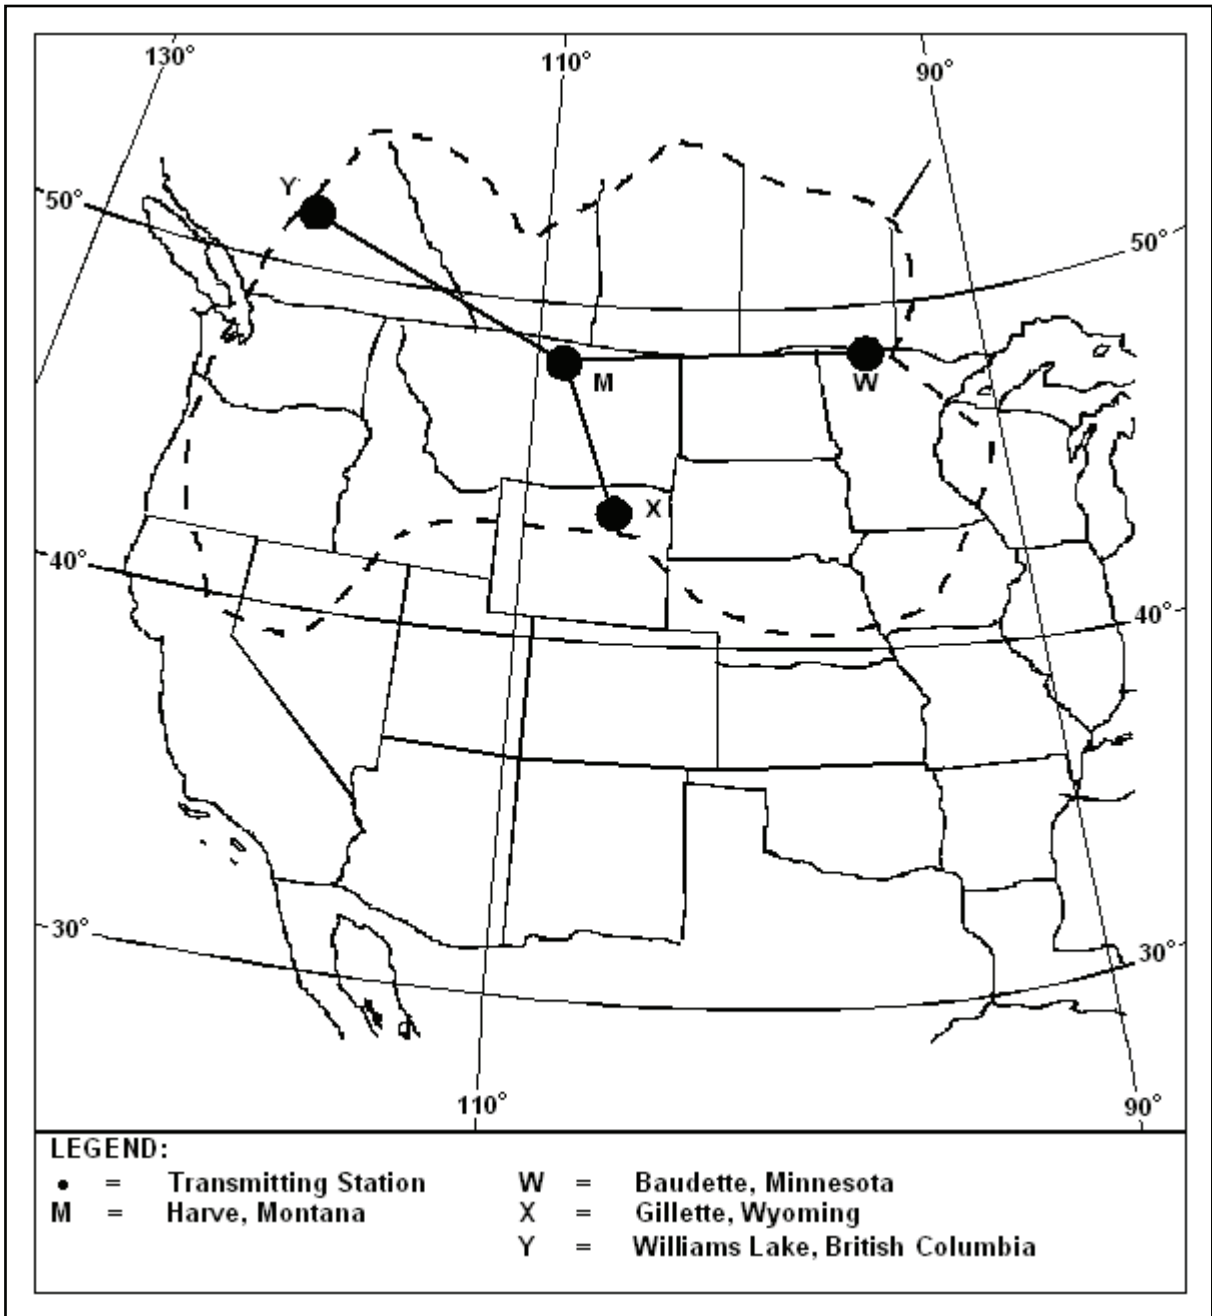 130°
110°
90°
50°
50°
Y
M
W
X
40°
40°
30°
30°
110°
90°
LEGEND:
• = Transmitting Station
M = Harve, Montana
W = Baudette, Minnesota
X = Gillette, Wyoming
Y = Williams Lake, British Columbia